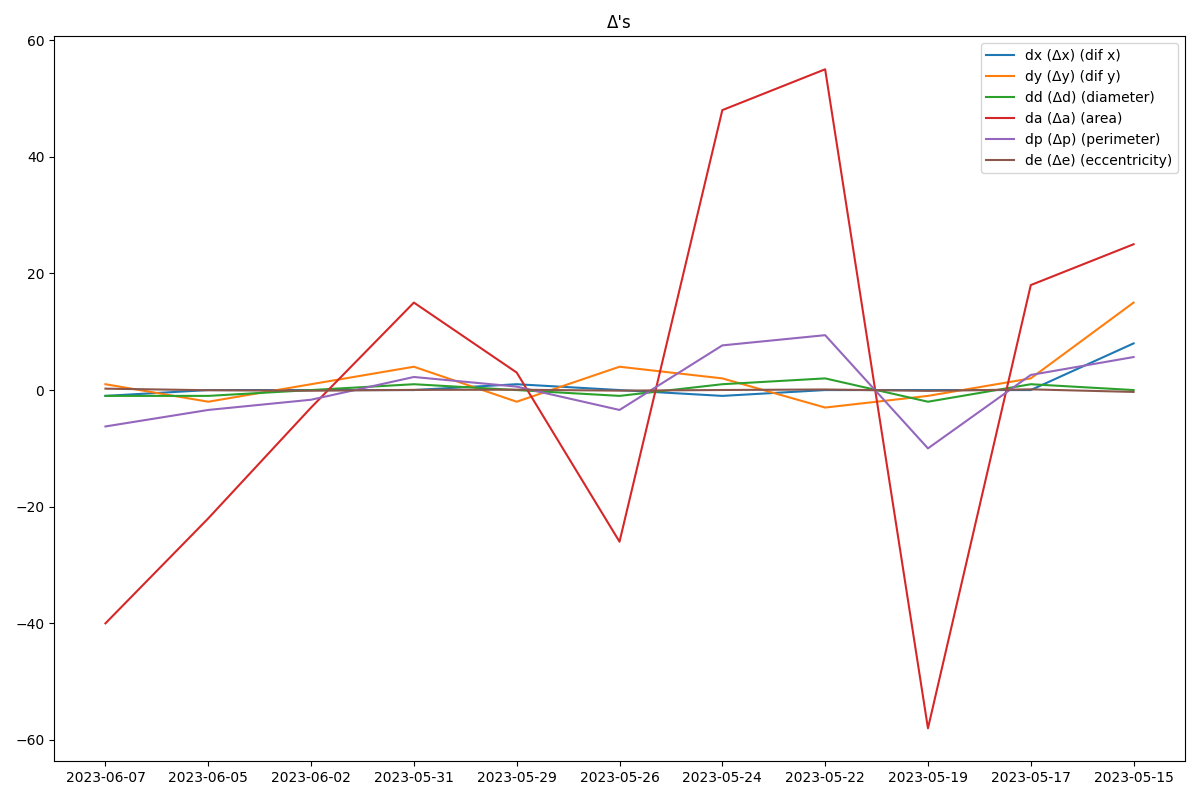 Δ's
dx (Δx) (dif x)
dy (Δy) (dif y)
dd (Δd) (diameter)
da (Δa) (area)
dp (Δp) (perimeter)
de (Δe) (eccentricity)
60
40
20
0
−20
−40
−60
2023-06-07 2023-06-05 2023-06-02 2023-05-31 2023-05-29 2023-05-26 2023-05-24 2023-05-22 2023-05-19 2023-05-17 2023-05-15